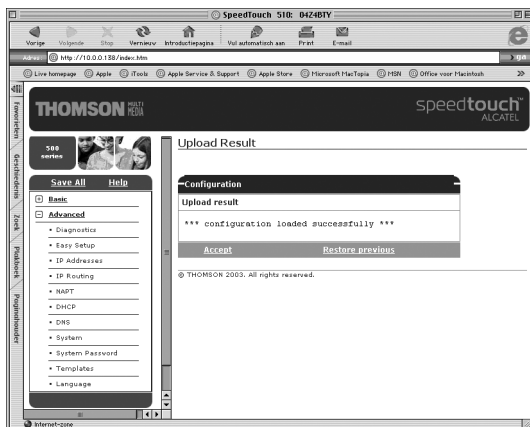 SpeedTouch 510: 04Z4BTY
Vorige Volgende Stop Vernieuw Introductiepagina Vul automatisch aan Print E-mail
Adres: http://10.0.0.138/index.htm ga
Live homepage Apple iTools Apple Service & Support Apple Store Microsoft MacTopia MSN Office voor Macintosh
Favorieten
Geschiedenis
Zoek
Plakboek
Paginahouder
THOMSON MULTI MEDIA
speedtouch™
ALCATEL
500
series
Save All Help
Basic
Advanced
• Diagnostics
• Easy Setup
• IP Addresses
• IP Routing
• NAPT
• DHCP
• DNS
• System
• System Password
• Templates
• Language
Upload Result
Configuration
Upload result
*** configuration loaded successfully ***
Accept Restore previous
© THOMSON 2003. All rights reserved.
Internet-zone